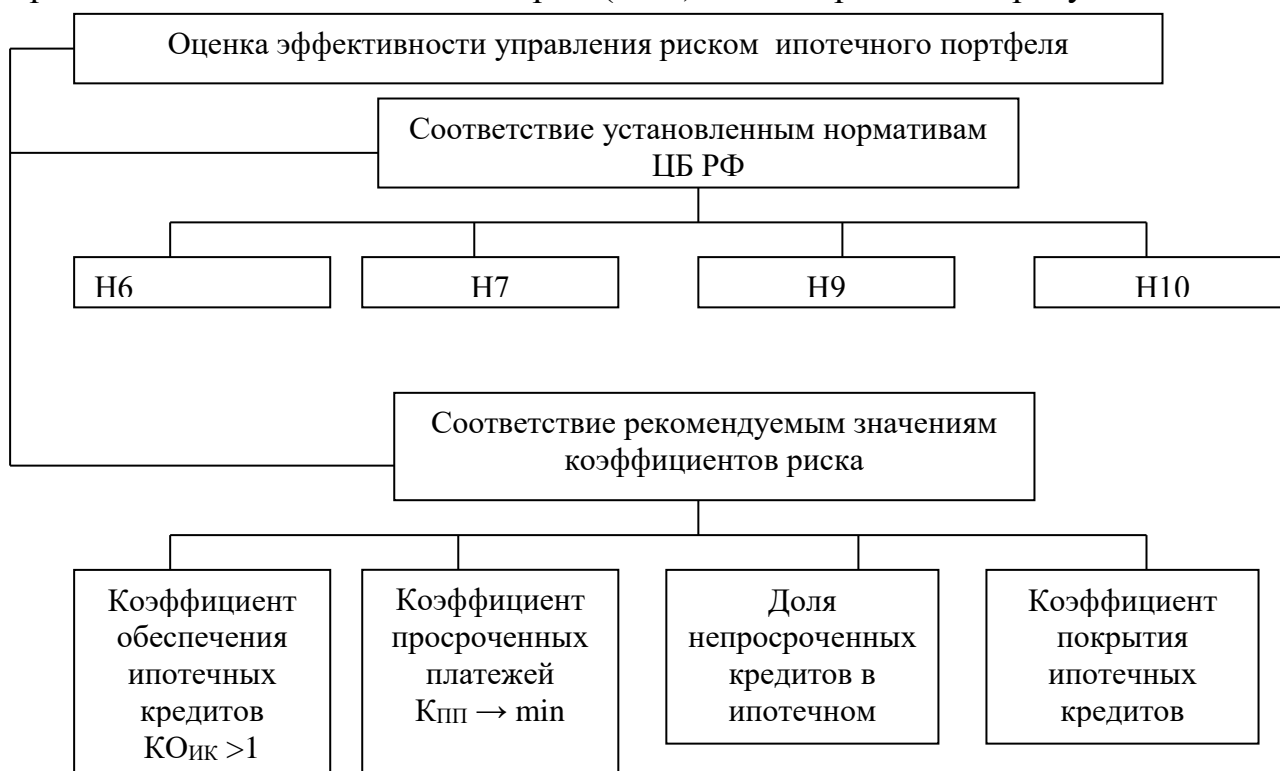 Оценка эффективности управления риском ипотечного портфеля
Соответствие установленным нормативам
ЦБ РФ
Н6
Н7
Н9
Н10
Соответствие рекомендуемым значениям
коэффициентов риска
Коэффициент
обеспечения
ипотечных
кредитов
КОИК >1
Коэффициент
просроченных
платежей
КПП → min
Доля
непросроченных
кредитов в
ипотечном
Коэффициент
покрытия
ипотечных
кредитов